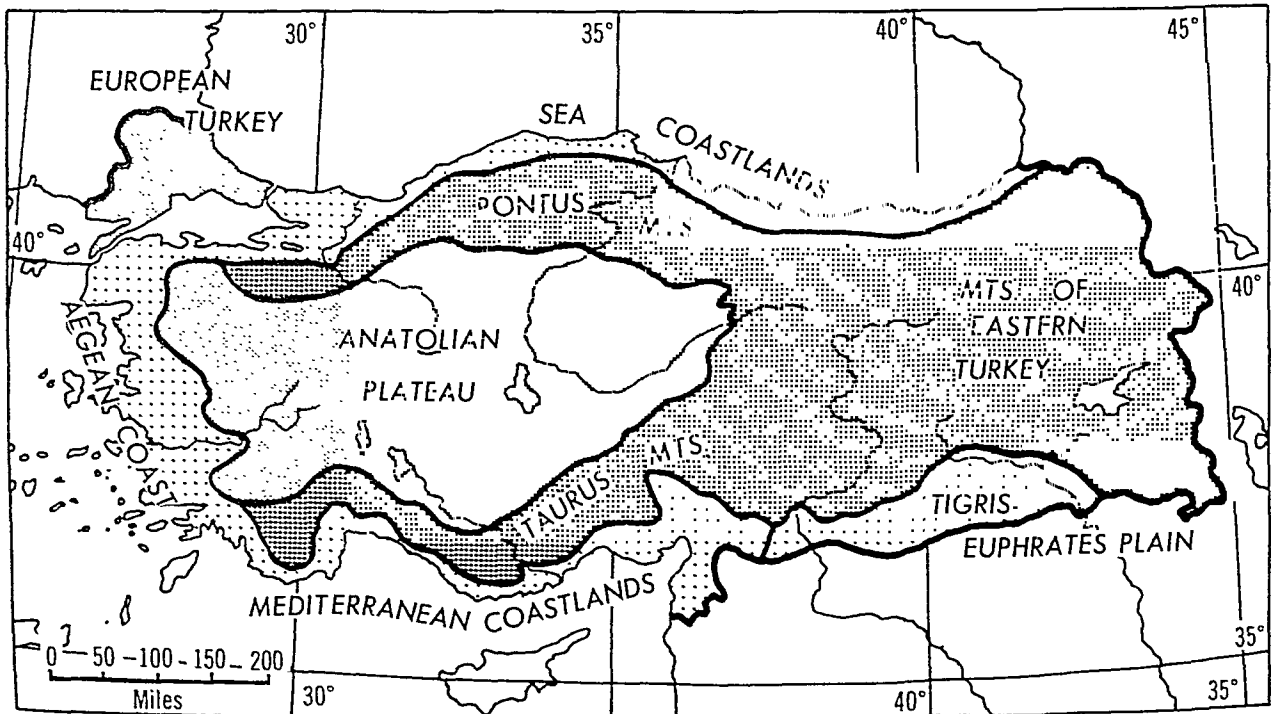 30°
35°
40°
45°
EUROPEAN
TURKEY
SEA
COASTLANDS
PONTUS
MTS
40°
40°
MTS. OF
EASTERN
TURKEY
AEGEAN COAST
ANATOLIAN
PLATEAU
TAURUS MTS.
TIGRIS-
EUPHRATES PLAIN
MEDITERRANEAN COASTLANDS
0 - 50 - 100 - 150 - 200
Miles
30°
40°
35°
35°